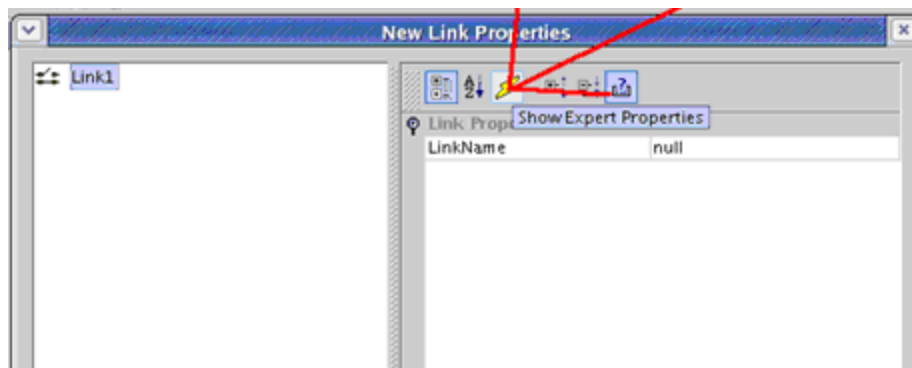 New Link Properties
Link1
Show Expert Properties
Link Prope
LinkName null